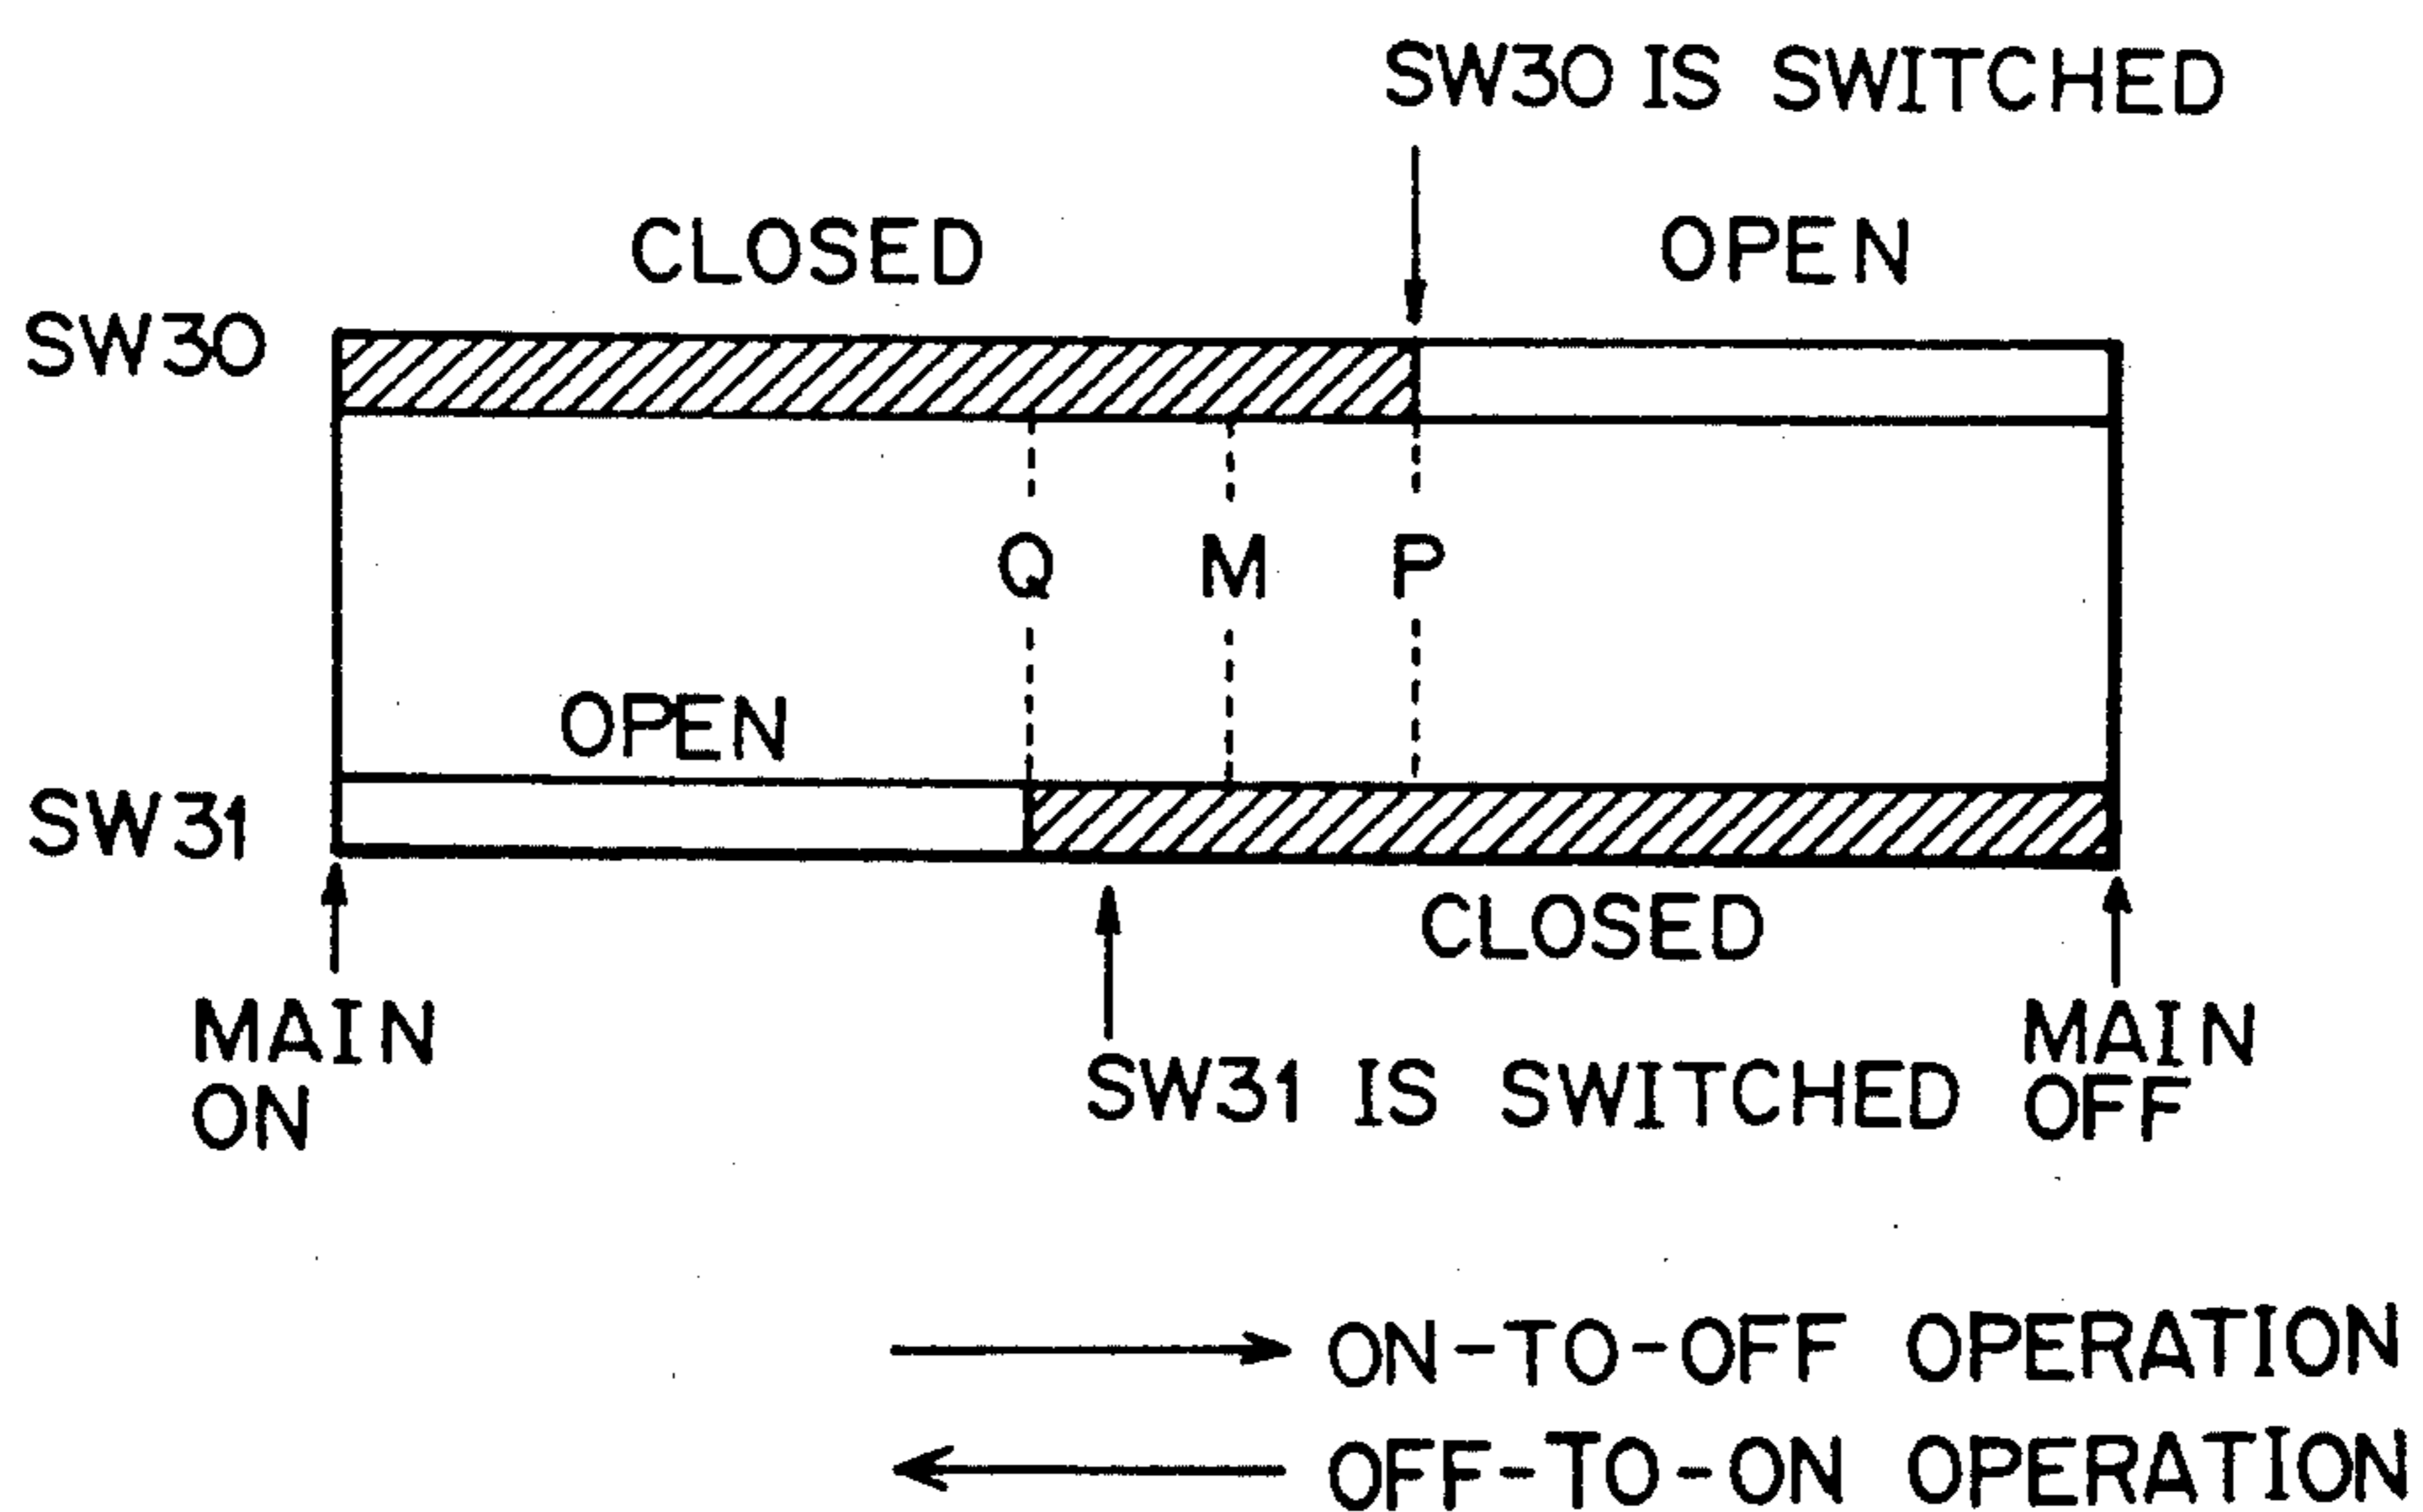 SW30 IS SWITCHED
CLOSED
OPEN
SW30
Q M P
OPEN
SW31
CLOSED
MAIN
ON
SW31 IS SWITCHED
MAIN
OFF
ON-TO-OFF OPERATION
OFF-TO-ON OPERATION